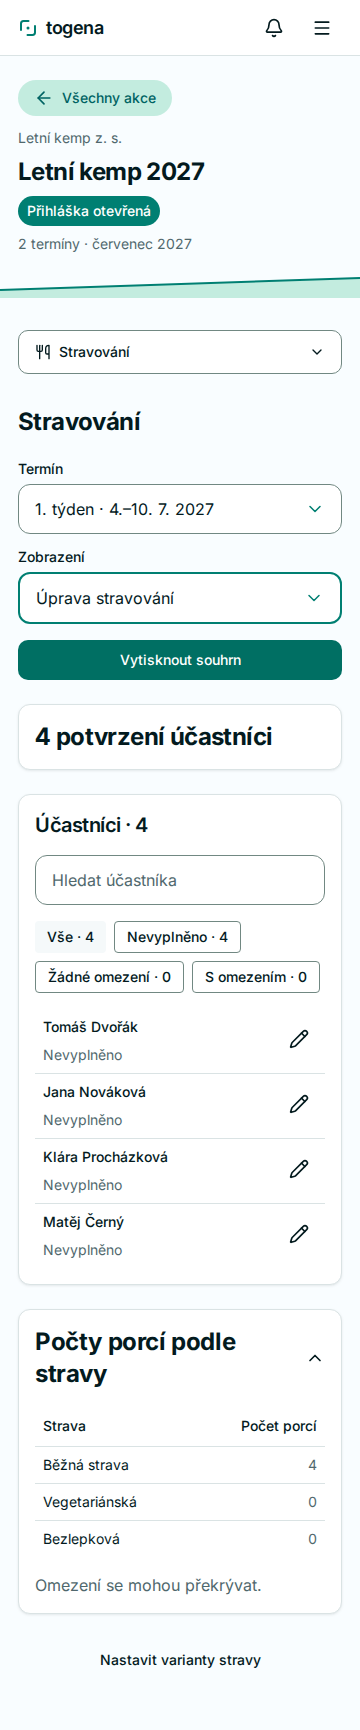 togena
Všechny akce
Letní kemp z. s.
Letní kemp 2027
Přihláška otevřená
2 termíny · červenec 2027
Stravování
Stravování
Termín
1. týden · 4.–10. 7. 2027
Zobrazení
Úprava stravování
Vytisknout souhrn
4 potvrzení účastníci
Účastníci · 4
Hledat účastníka
Vše · 4
Nevyplněno · 4
Žádné omezení · 0
S omezením · 0
Tomáš Dvořák
Nevyplněno
Jana Nováková
Nevyplněno
Klára Procházková
Nevyplněno
Matěj Černý
Nevyplněno
Počty porcí podle
stravy
Strava Počet porcí
Běžná strava 4
Vegetariánská 0
Bezlepková 0
Omezení se mohou překrývat.
Nastavit varianty stravy